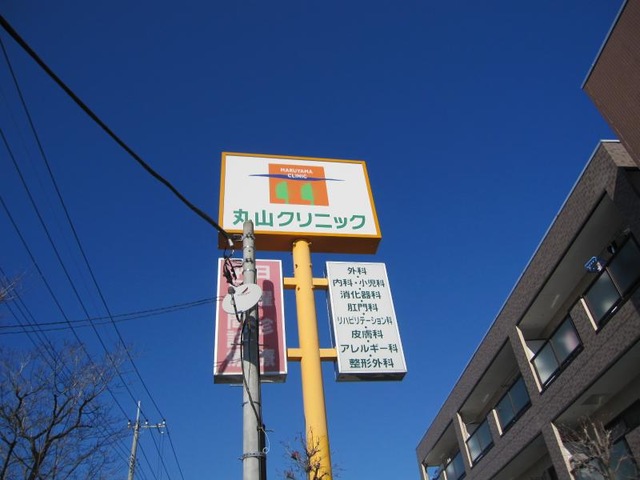 MARUYAMA
CLINIC
丸山クリニック
日
外科
内科・小児科
消化器科
肛門科
リハビリテーション科
皮膚科
アレルギー科
整形外科